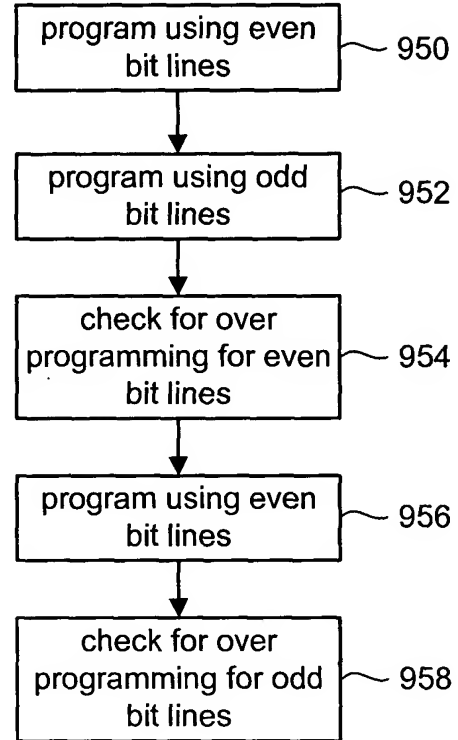 program using even
bit lines
950
program using odd
bit lines
952
check for over
programming for even
bit lines
954
program using even
bit lines
956
check for over
programming for odd
bit lines
958